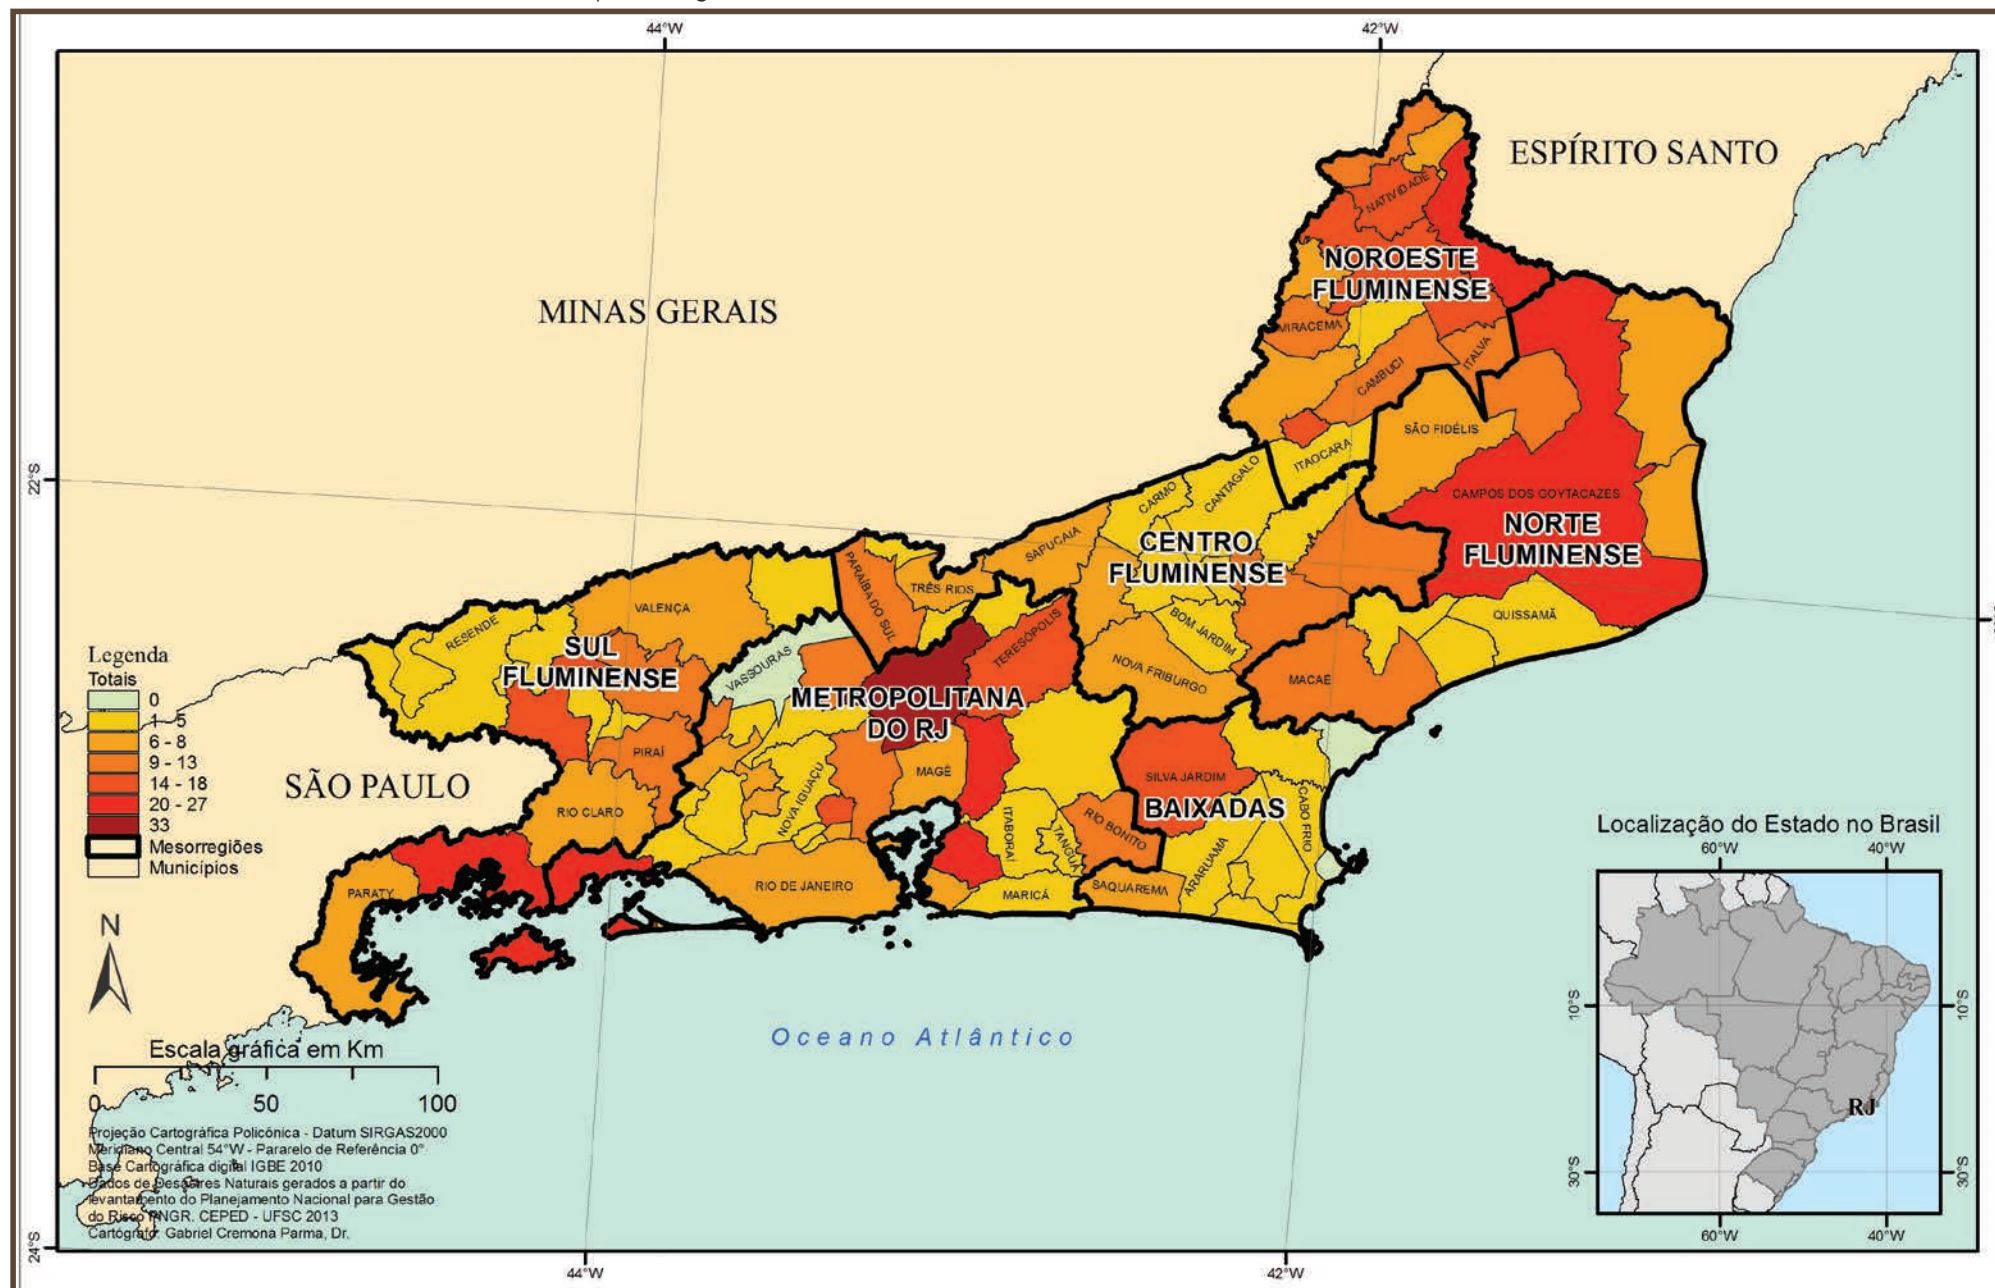 44°W
42°W
ESPÍRITO SANTO
NATIVIDADE
NOROESTE
FLUMINENSE
MINAS GERAIS
MIRACEMA
ITALVA
CAMBUCI
SÃO FIDÉLIS
ITAOCARA
22°S
CANTAGALO
CARMO
CAMPOS DOS GOYTACAZES
NORTE
FLUMINENSE
SAPUCAIA
CENTRO
FLUMINENSE
PARAÍBA DO SUL
TRÊS RIOS
VALENÇA
QUISSAMÃ
BOM JARDIM
RESENDE
TERESÓPOLIS
SUL
FLUMINENSE
VASSOURAS
NOVA FRIBURGO
MACAÉ
METROPOLITANA
DO RJ
PIRAÍ
MAGÉ
SILVA JARDIM
SÃO PAULO
BAIXADAS
NOVA IGUAÇU
RIO CLARO
ITABORAÍ
TANGUÁ
RIO BONITO
CABO FRIO
ARARUAMA
PARATY
RIO DE JANEIRO
MARICÁ
SAQUAREMA
Legenda
Totais
0
1 - 5
6 - 8
9 - 13
14 - 18
20 - 27
33
Mesorregiões
Municípios
N
Oceano Atlântico
Escala gráfica em Km
0 50 100
Projeção Cartográfica Policônica - Datum SIRGAS2000
Meridiano Central 54°W - Pararelo de Referência 0°
Base Cartográfica digital IGBE 2010
Dados de Desastres Naturais gerados a partir do
levantamento do Planejamento Nacional para Gestão
do Risco PNGR. CEPED - UFSC 2013
Cartógrafo: Gabriel Cremona Parma, Dr.
24°S
44°W
42°W
Localização do Estado no Brasil
60°W 40°W
10°S 10°S
RJ
30°S 30°S
60°W 40°W